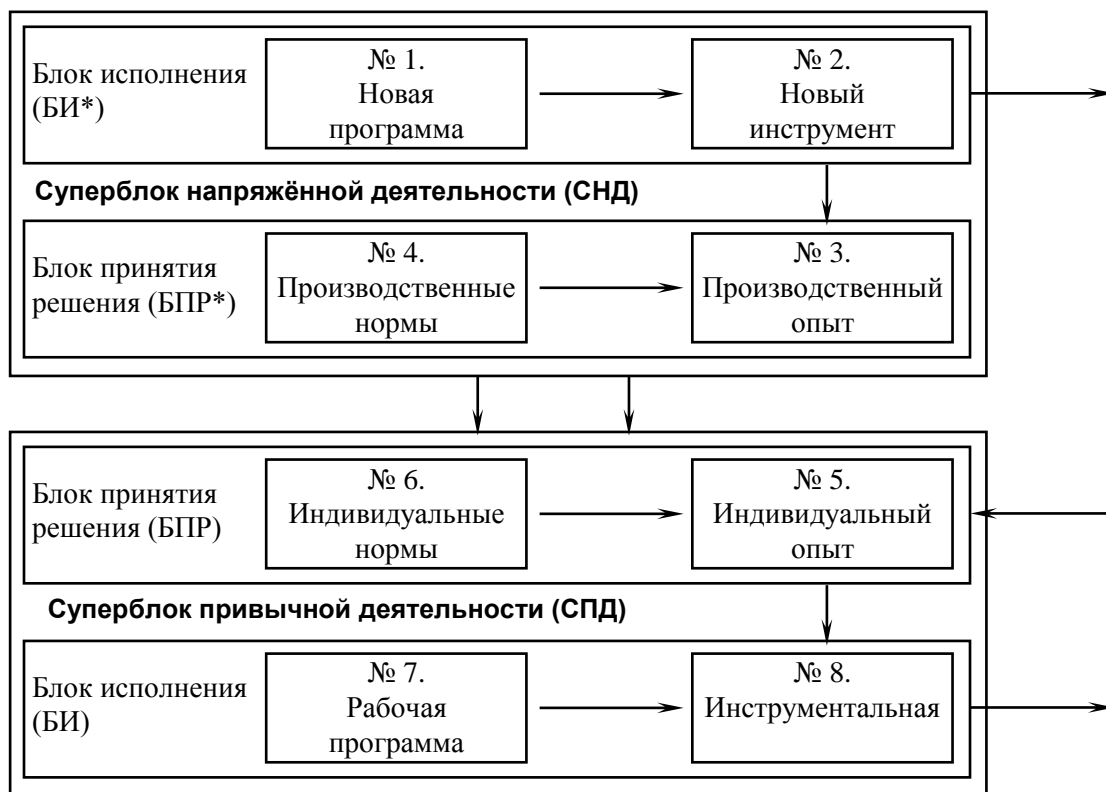 Блок исполнения
(БИ*)
№ 1.
Новая
программа
№ 2.
Новый
инструмент
Суперблок напряжённой деятельности (СНД)
Блок принятия
решения (БПР*)
№ 4.
Производственные
нормы
№ 3.
Производственный
опыт
Блок принятия
решения (БПР)
№ 6.
Индивидуальные
нормы
№ 5.
Индивидуальный
опыт
Суперблок привычной деятельности (СПД)
Блок исполнения
(БИ)
№ 7.
Рабочая
программа
№ 8.
Инструментальная